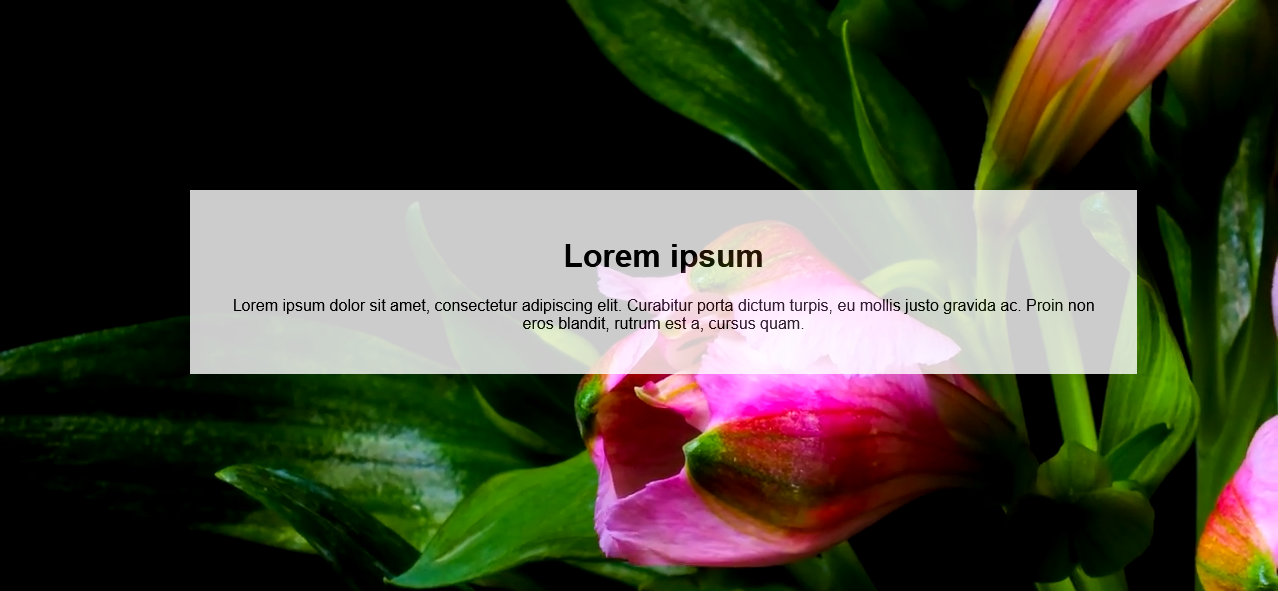 Lorem ipsum
Lorem ipsum dolor sit amet, consectetur adipiscing elit. Curabitur porta dictum turpis, eu mollis justo gravida ac. Proin non
eros blandit, rutrum est a, cursus quam.